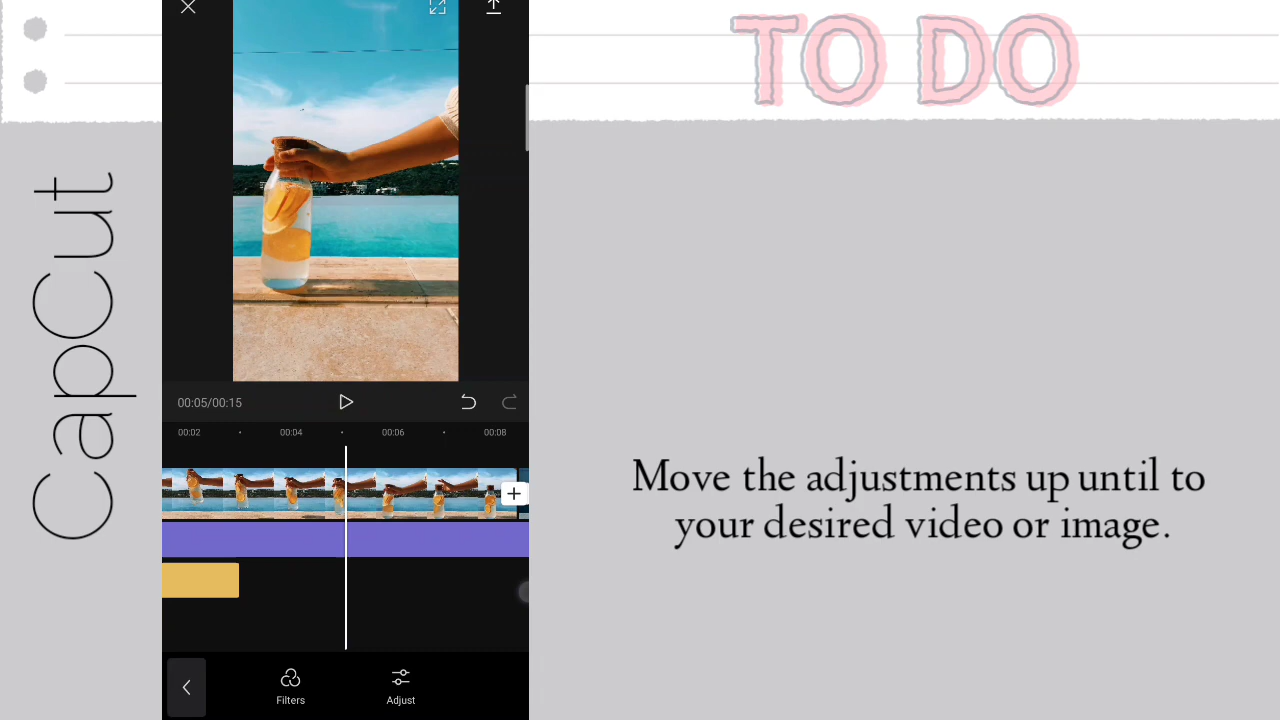 TO DO
CapCut
00:05/00:15
00:02
00:04
00:06
00:08
Move the adjustments up until to
your desired video or image.
Filters
Adjust